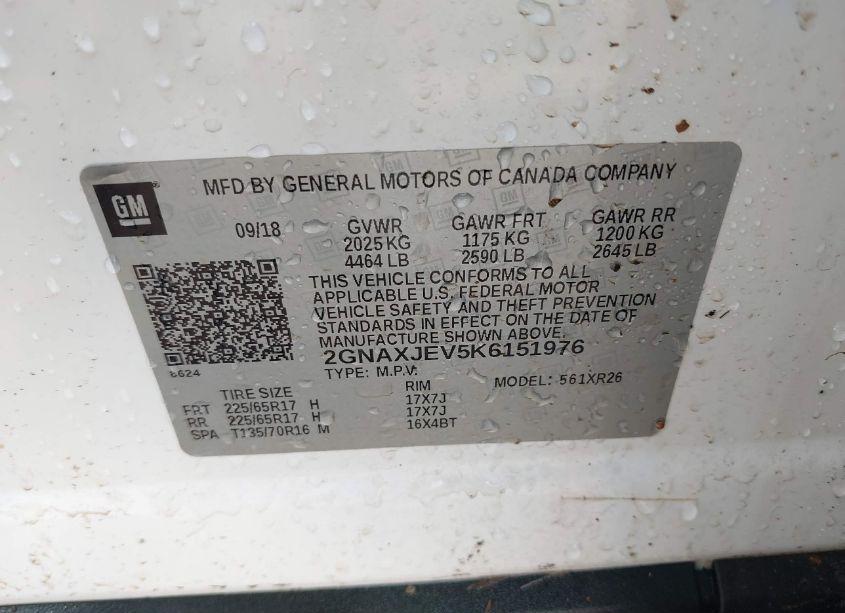 GM
MFD BY GENERAL MOTORS OF CANADA COMPANY
09/18 GVWR GAWR FRT GAWR RR
2025 KG 1175 KG 1200 KG
4464 LB 2590 LB 2645 LB
THIS VEHICLE CONFORMS TO ALL
APPLICABLE U.S. FEDERAL MOTOR
VEHICLE SAFETY AND THEFT PREVENTION
STANDARDS IN EFFECT ON THE DATE OF
MANUFACTURE SHOWN ABOVE.
2GNAXJEV5K6151976
8624
TYPE: M.P.V. MODEL: 561XR26
TIRE SIZE RIM
FRT 225/65R17 H 17X7J
RR 225/65R17 H 17X7J
SPA T135/70R16 M 16X4BT